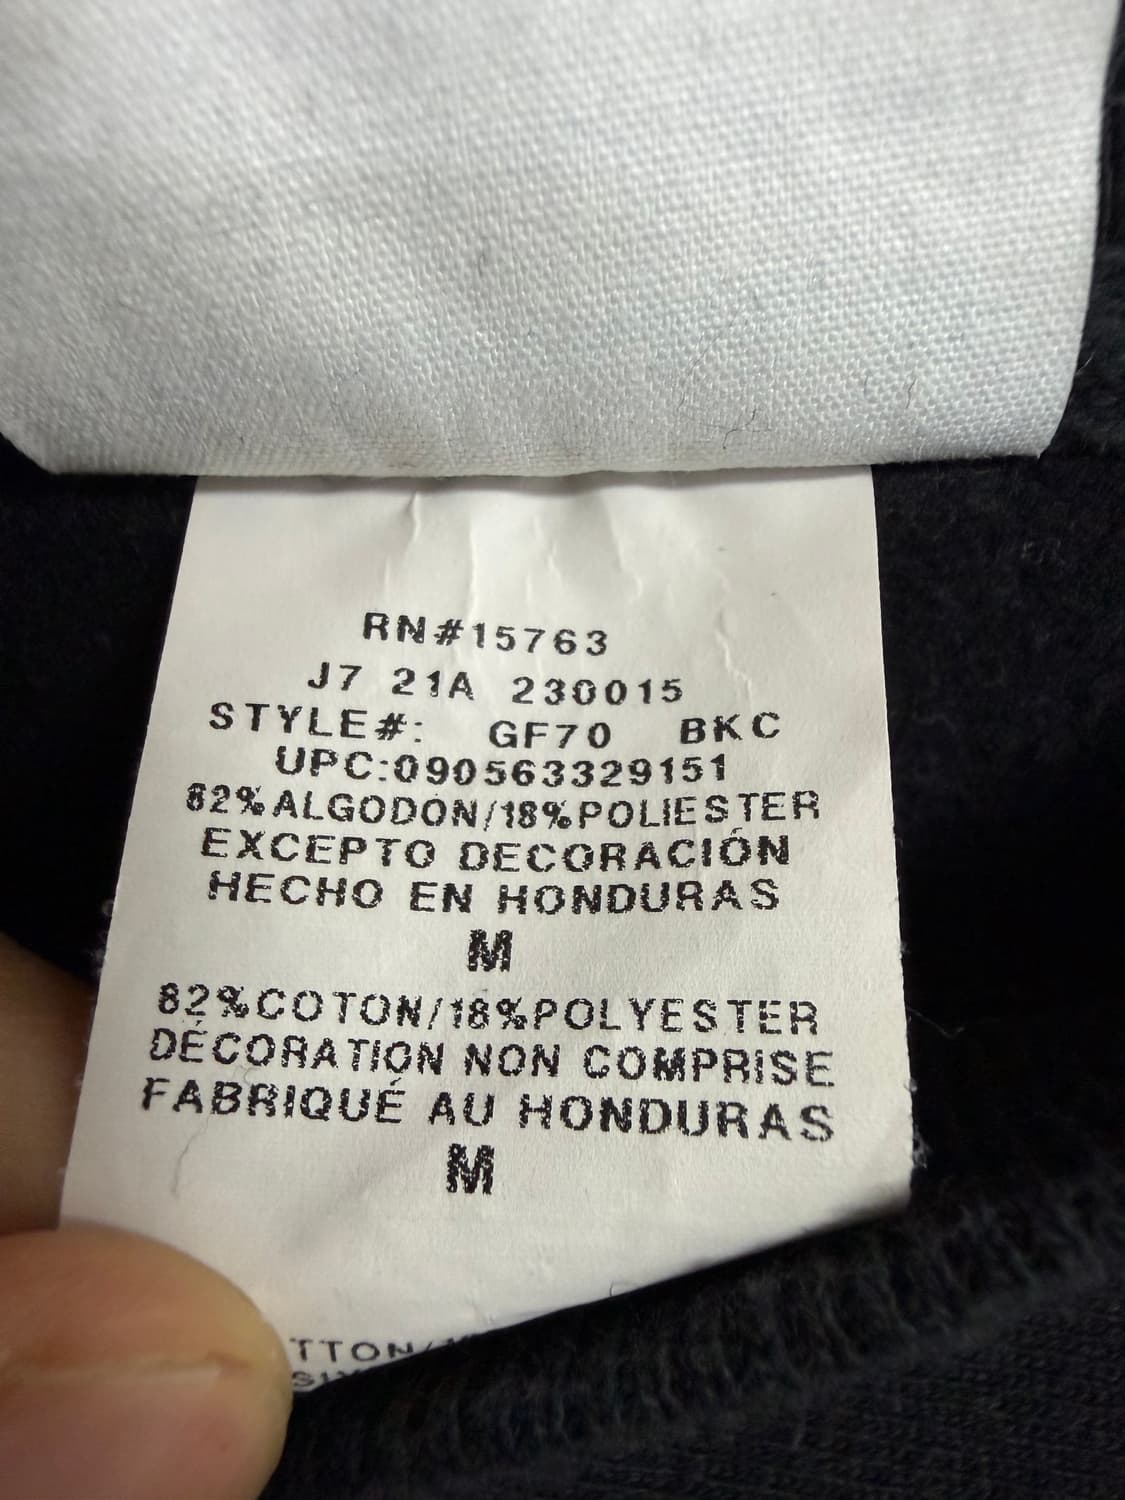 RN#15763
J7 21A 230015
STYLE#: GF70 BKC
UPC:090563329151
82%ALGODÓN/18%POLIESTER
EXCEPTO DECORACIÓN
HECHO EN HONDURAS
M
82%COTON/18%POLYESTER
DÉCORATION NON COMPRISE
FABRIQUÉ AU HONDURAS
M